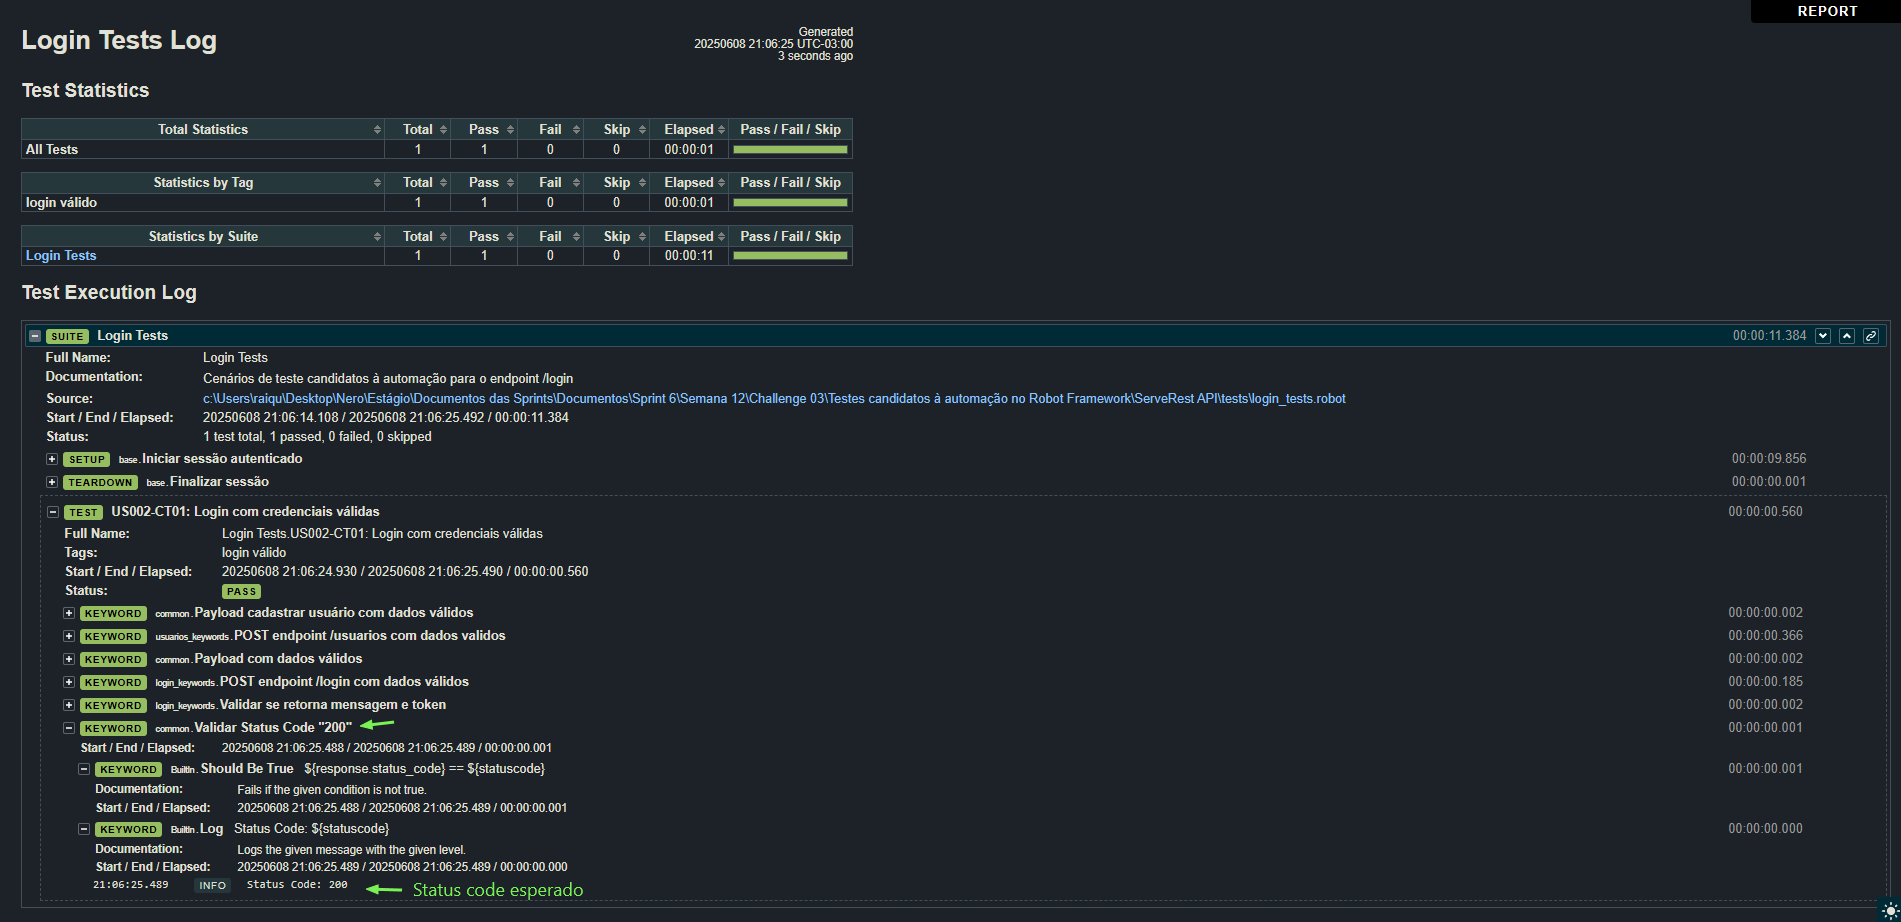 REPORT
Login Tests Log
Generated
20250608 21:06:25 UTC-03:00
3 seconds ago
Test Statistics
Total Statistics Total Pass Fail Skip Elapsed Pass / Fail / Skip
All Tests 1 1 0 0 00:00:01
Statistics by Tag Total Pass Fail Skip Elapsed Pass / Fail / Skip
login válido 1 1 0 0 00:00:01
Statistics by Suite Total Pass Fail Skip Elapsed Pass / Fail / Skip
Login Tests 1 1 0 0 00:00:11
Test Execution Log
SUITE Login Tests 00:00:11.384
Full Name: Login Tests
Documentation: Cenários de teste candidatos à automação para o endpoint /login
Source: c:\Users\raiqu\Desktop\Nero\Estágio\Documentos das Sprints\Documentos\Sprint 6\Semana 12\Challenge 03\Testes candidatos à automação no Robot Framework\ServeRest API\tests\login_tests.robot
Start / End / Elapsed: 20250608 21:06:14.108 / 20250608 21:06:25.492 / 00:00:11.384
Status: 1 test total, 1 passed, 0 failed, 0 skipped
SETUP base.Iniciar sessão autenticado 00:00:09.856
TEARDOWN base.Finalizar sessão 00:00:00.001
TEST US002-CT01: Login com credenciais válidas 00:00:00.560
Full Name: Login Tests.US002-CT01: Login com credenciais válidas
Tags: login válido
Start / End / Elapsed: 20250608 21:06:24.930 / 20250608 21:06:25.490 / 00:00:00.560
Status: PASS
KEYWORD common.Payload cadastrar usuário com dados válidos 00:00:00.002
KEYWORD usuarios_keywords.POST endpoint /usuarios com dados validos 00:00:00.366
KEYWORD common.Payload com dados válidos 00:00:00.002
KEYWORD login_keywords.POST endpoint /login com dados válidos 00:00:00.185
KEYWORD login_keywords.Validar se retorna mensagem e token 00:00:00.002
KEYWORD common.Validar Status Code "200" 00:00:00.001
Start / End / Elapsed: 20250608 21:06:25.488 / 20250608 21:06:25.489 / 00:00:00.001
KEYWORD BuiltIn.Should Be True ${response.status_code} == ${statuscode} 00:00:00.001
Documentation: Fails if the given condition is not true.
Start / End / Elapsed: 20250608 21:06:25.488 / 20250608 21:06:25.489 / 00:00:00.001
KEYWORD BuiltIn.Log Status Code: ${statuscode} 00:00:00.000
Documentation: Logs the given message with the given level.
Start / End / Elapsed: 20250608 21:06:25.489 / 20250608 21:06:25.489 / 00:00:00.000
21:06:25.489 INFO Status Code: 200 Status code esperado